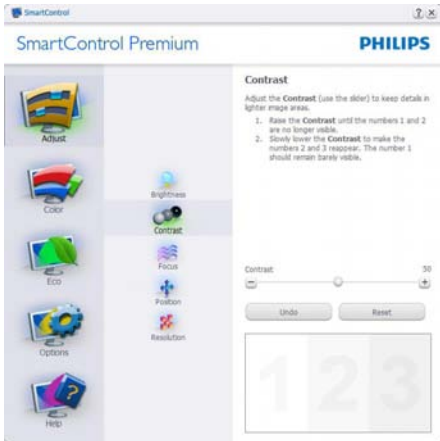 SmartControl
SmartControl Premium
PHILIPS
Adjust
Color
Eco
Options
Help
Brightness
Contrast
Focus
Position
Resolution
Contrast
Adjust the Contrast (use the slider) to keep details in
lighter image areas.
1. Raise the Contrast until the numbers 1 and 2
are no longer visible.
2. Slowly lower the Contrast to make the
numbers 2 and 3 reappear. The number 1
should remain barely visible.
Contrast 50
Undo Reset
1 2 3